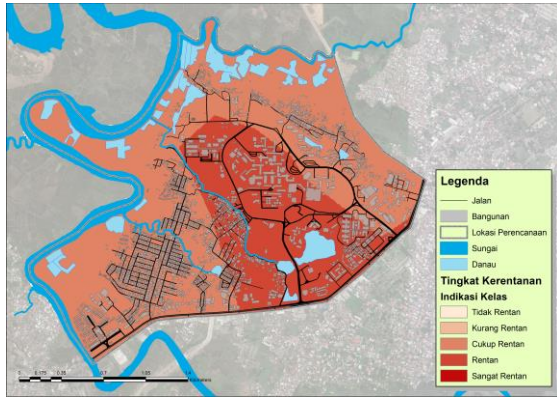 Legenda
Jalan
Bangunan
Lokasi Perencanaan
Sungai
Danau
Tingkat Kerentanan
Indikasi Kelas
Tidak Rentan
Kurang Rentan
Cukup Rentan
Rentan
Sangat Rentan